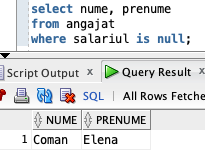 select nume, prenume
from angajat
where salariul is null;
Script Output x Query Result x
SQL | All Rows Fetche
NUME PRENUME
1 Coman Elena